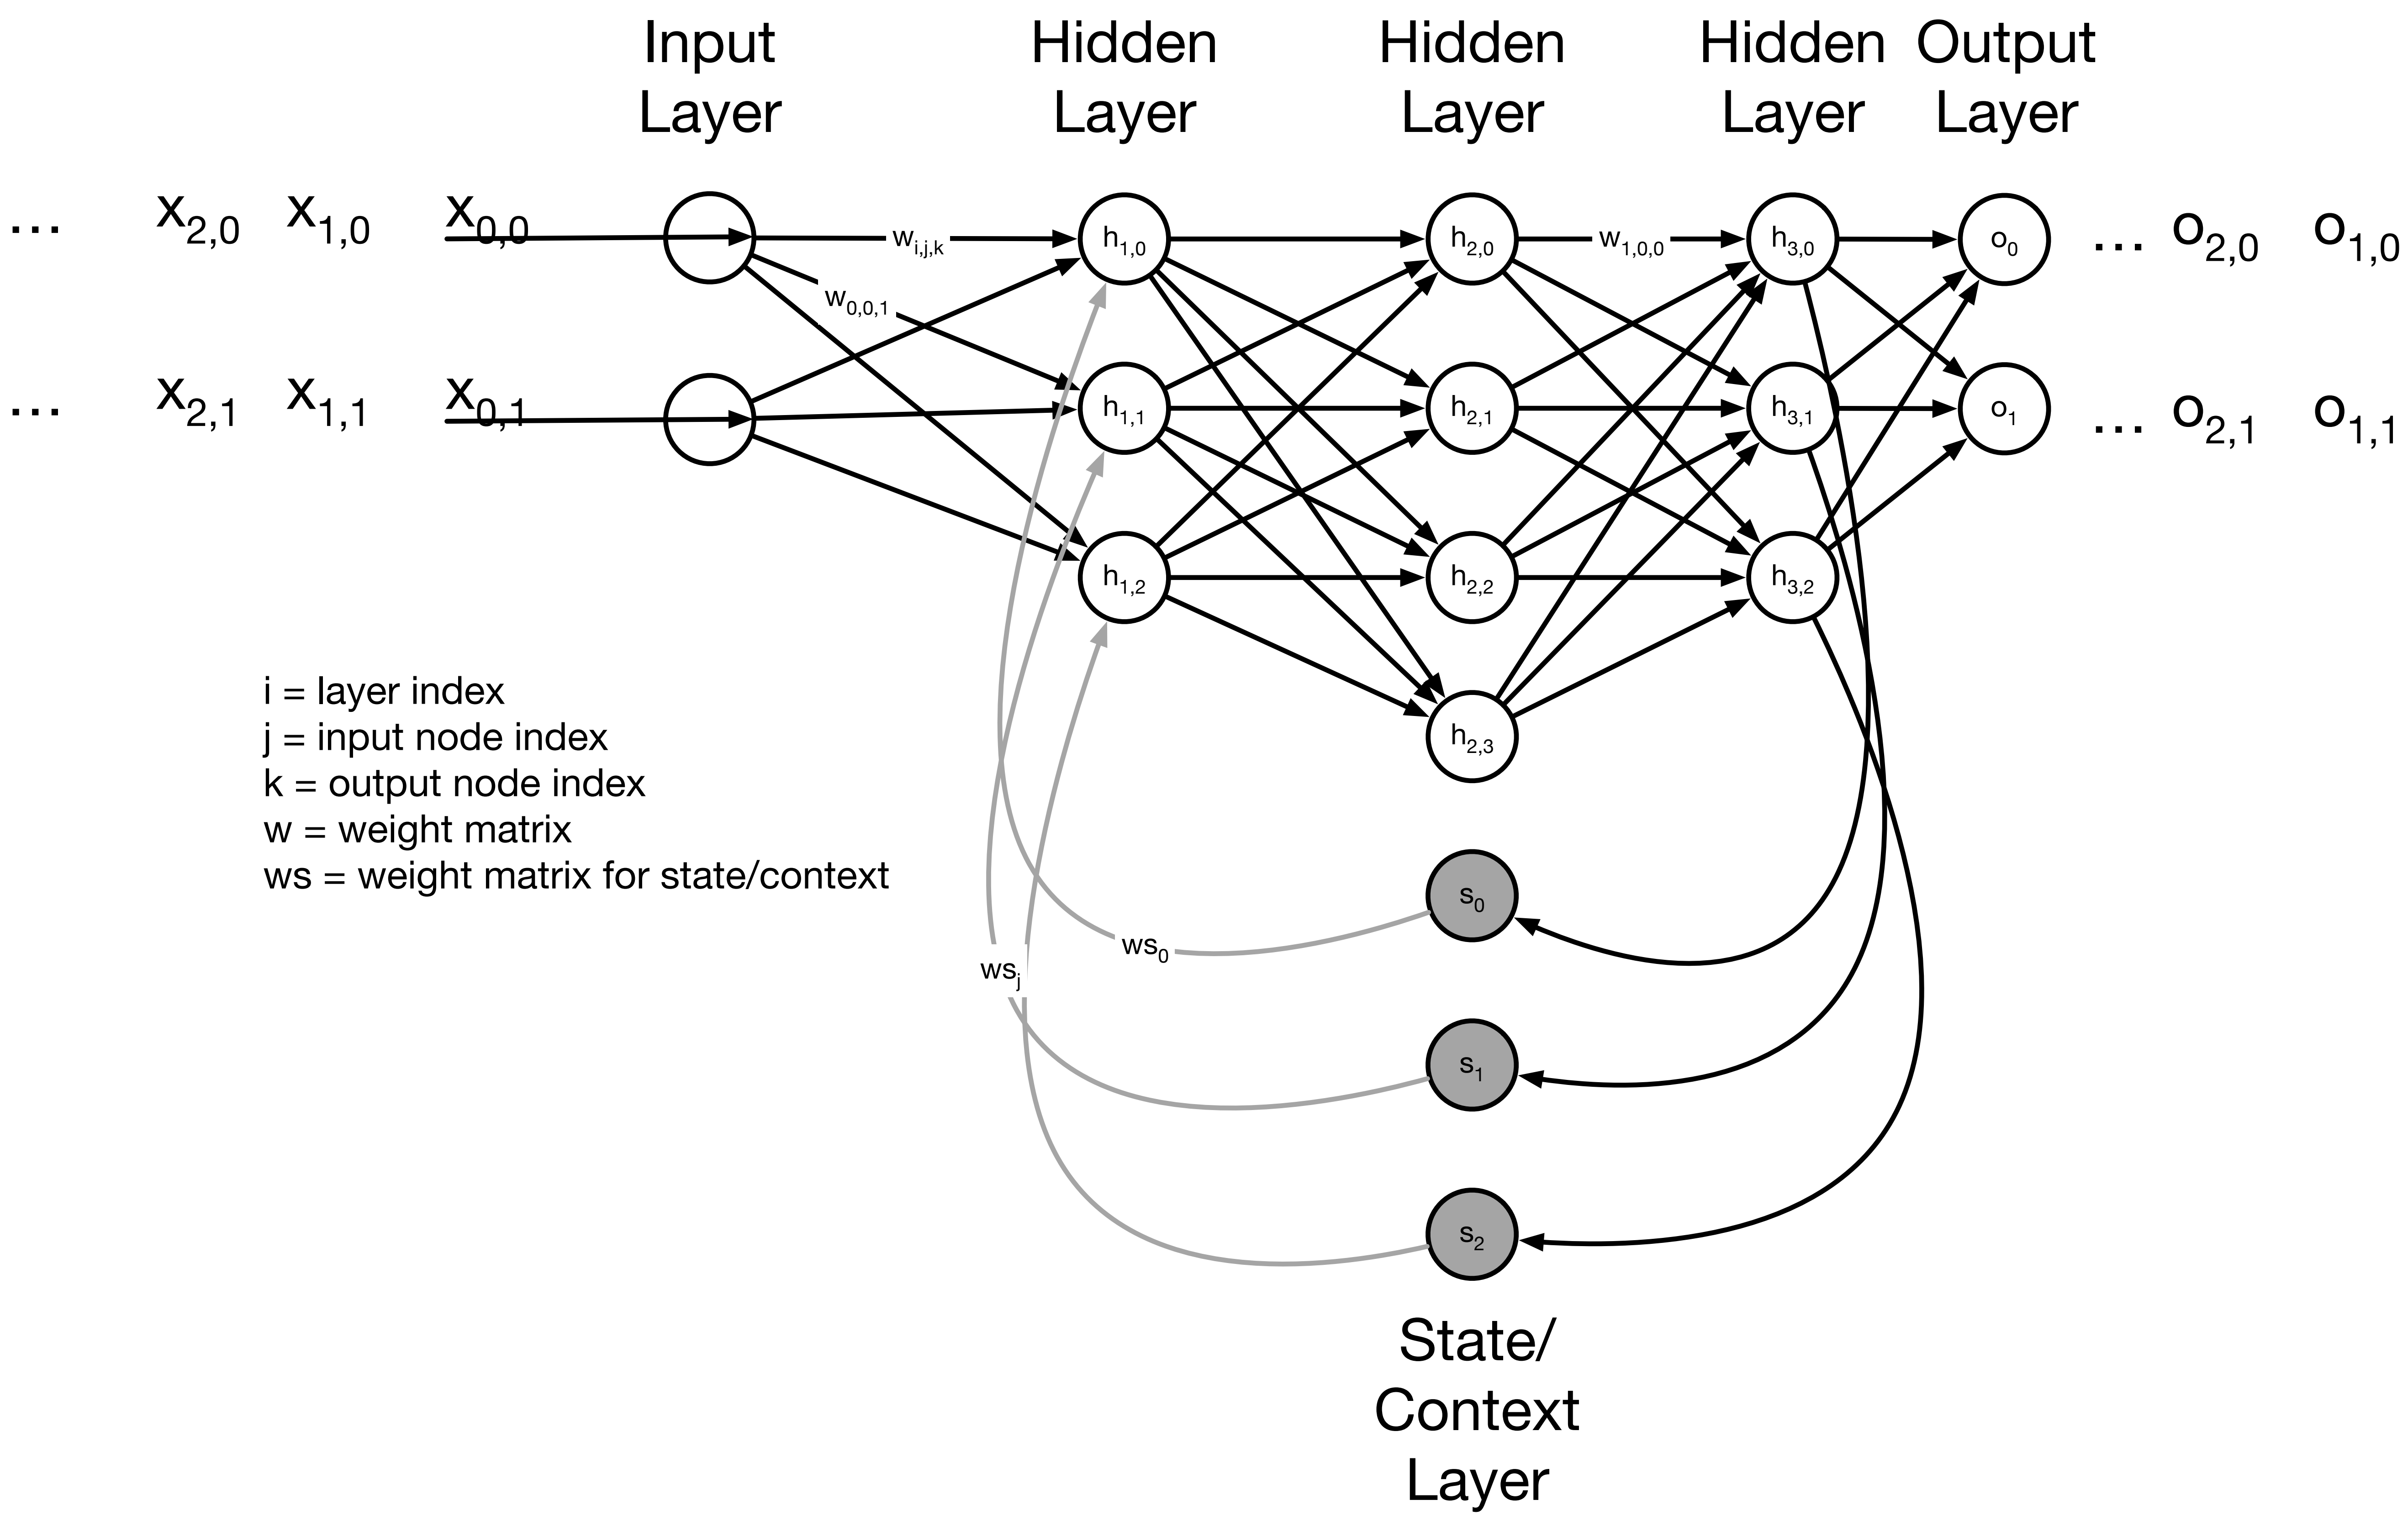 Input Layer
Hidden Layer
Hidden Layer
Hidden Layer
Output Layer
... x2,0 x1,0 x0,0
wi,j,k
h1,0
h2,0
w1,0,0
h3,0
o0
... o2,0 o1,0
w0,0,1
... x2,1 x1,1 x0,1
h1,1
h2,1
h3,1
o1
... o2,1 o1,1
h1,2
h2,2
h3,2
h2,3
i = layer index
j = input node index
k = output node index
w = weight matrix
ws = weight matrix for state/context
s0
ws0
wsj
s1
s2
State/
Context
Layer